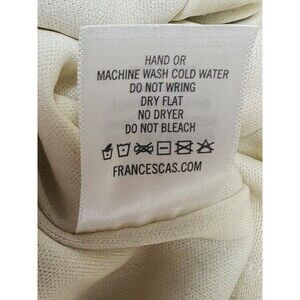 HAND OR
MACHINE WASH COLD WATER
DO NOT WRING
DRY FLAT
NO DRYER
DO NOT BLEACH
FRANCESCAS.COM